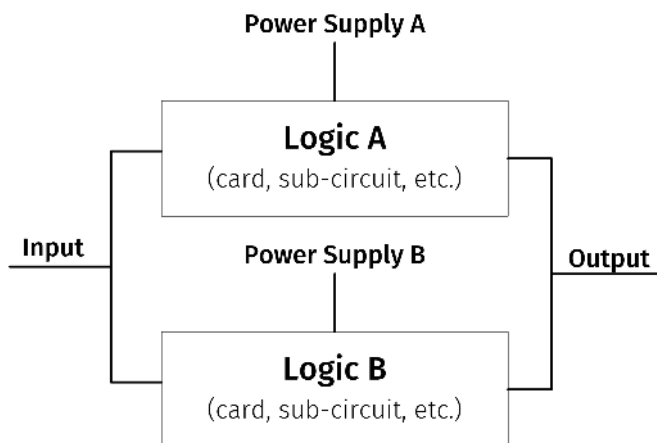 Power Supply A
Logic A
(card, sub-circuit, etc.)
Input
Power Supply B
Output
Logic B
(card, sub-circuit, etc.)